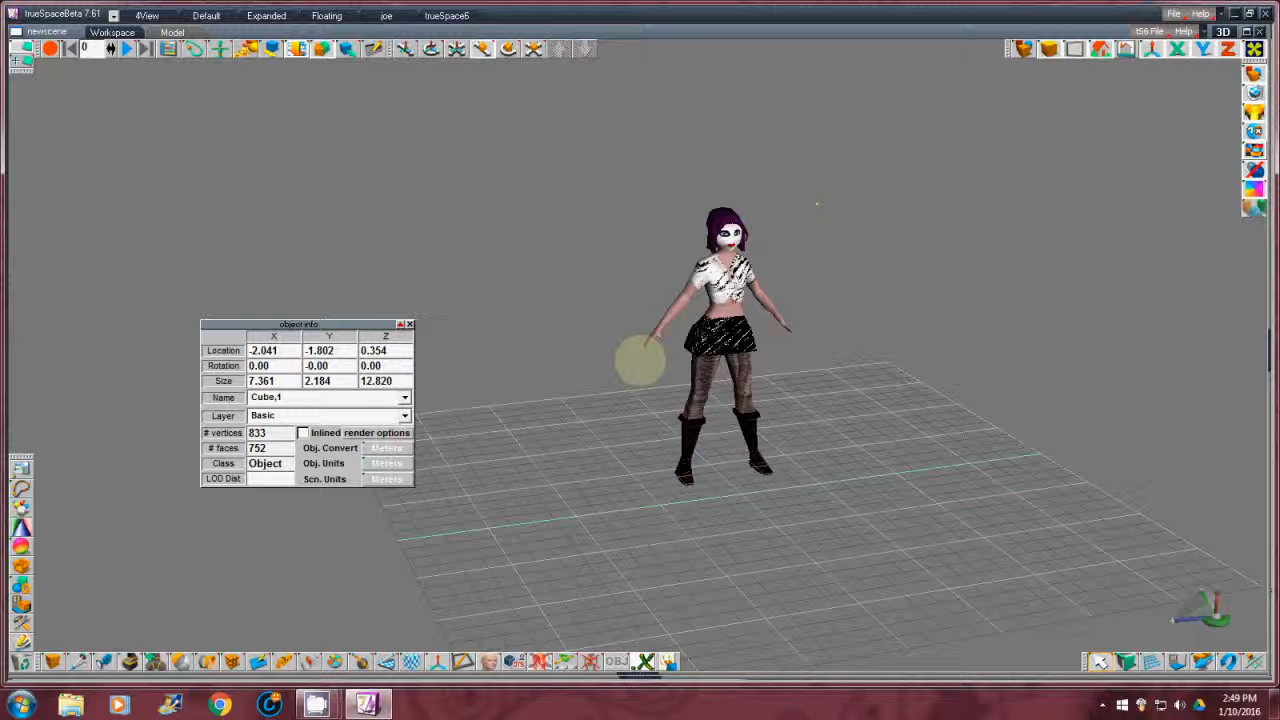 trueSpaceBeta 7.61 4View Default Expanded Floating joe trueSpace6 File Help
newscene Workspace Model tS6 File Help 3D
0
object info
X Y Z
Location -2.041 -1.802 0.354
Rotation 0.00 -0.00 0.00
Size 7.361 2.184 12.820
Name Cube,1
Layer Basic
# vertices 833 Inlined render options
# faces 752 Obj. Convert Meters
Class Object Obj. Units Meters
LOD Dist Scn. Units Meters
OBJ
2:49 PM
1/10/2016